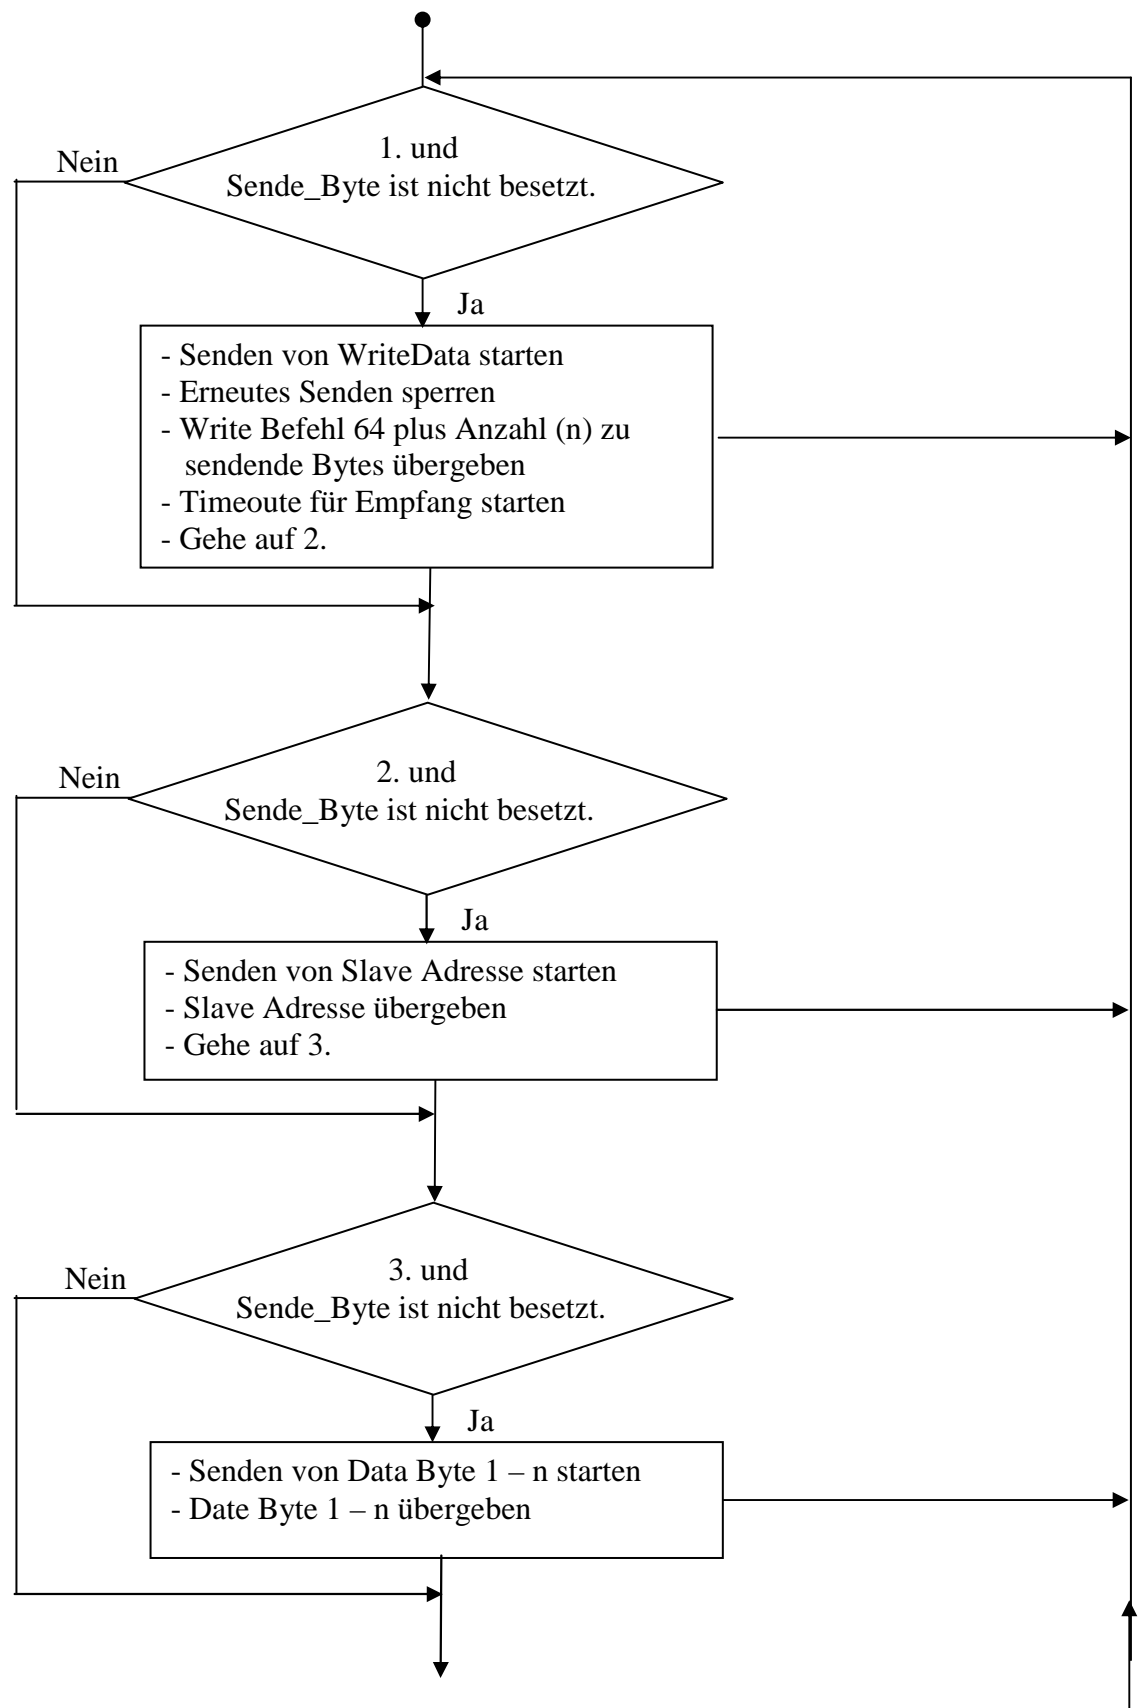 Nein
1. und
Sende_Byte ist nicht besetzt.
Ja
- Senden von WriteData starten
- Erneutes Senden sperren
- Write Befehl 64 plus Anzahl (n) zu
sendende Bytes übergeben
- Timeoute für Empfang starten
- Gehe auf 2.
Nein
2. und
Sende_Byte ist nicht besetzt.
Ja
- Senden von Slave Adresse starten
- Slave Adresse übergeben
- Gehe auf 3.
Nein
3. und
Sende_Byte ist nicht besetzt.
Ja
- Senden von Data Byte 1 – n starten
- Date Byte 1 – n übergeben